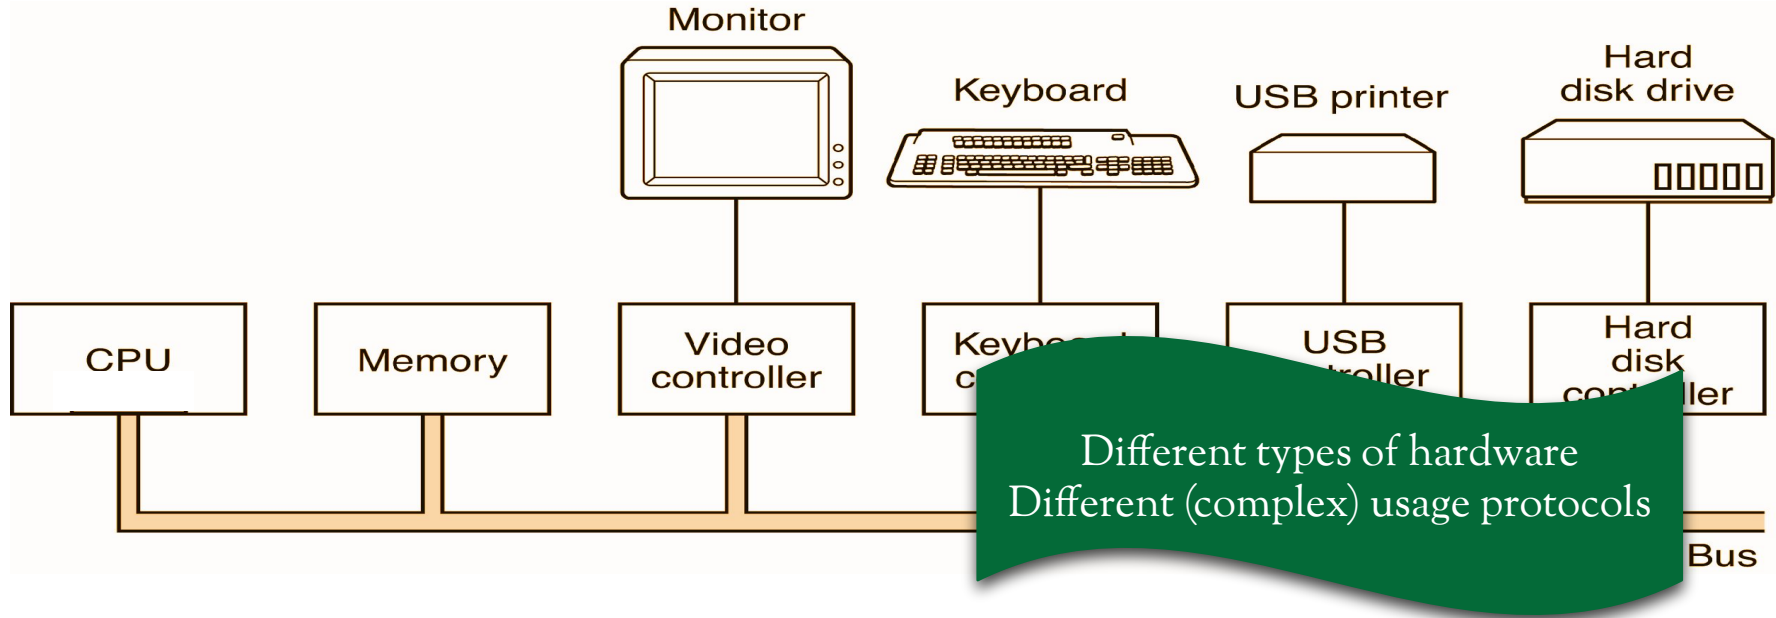 Monitor
Keyboard
USB printer
Hard
disk drive
CPU
Memory
Video
controller
USB
Hard
disk
Different types of hardware
Different (complex) usage protocols
Bus